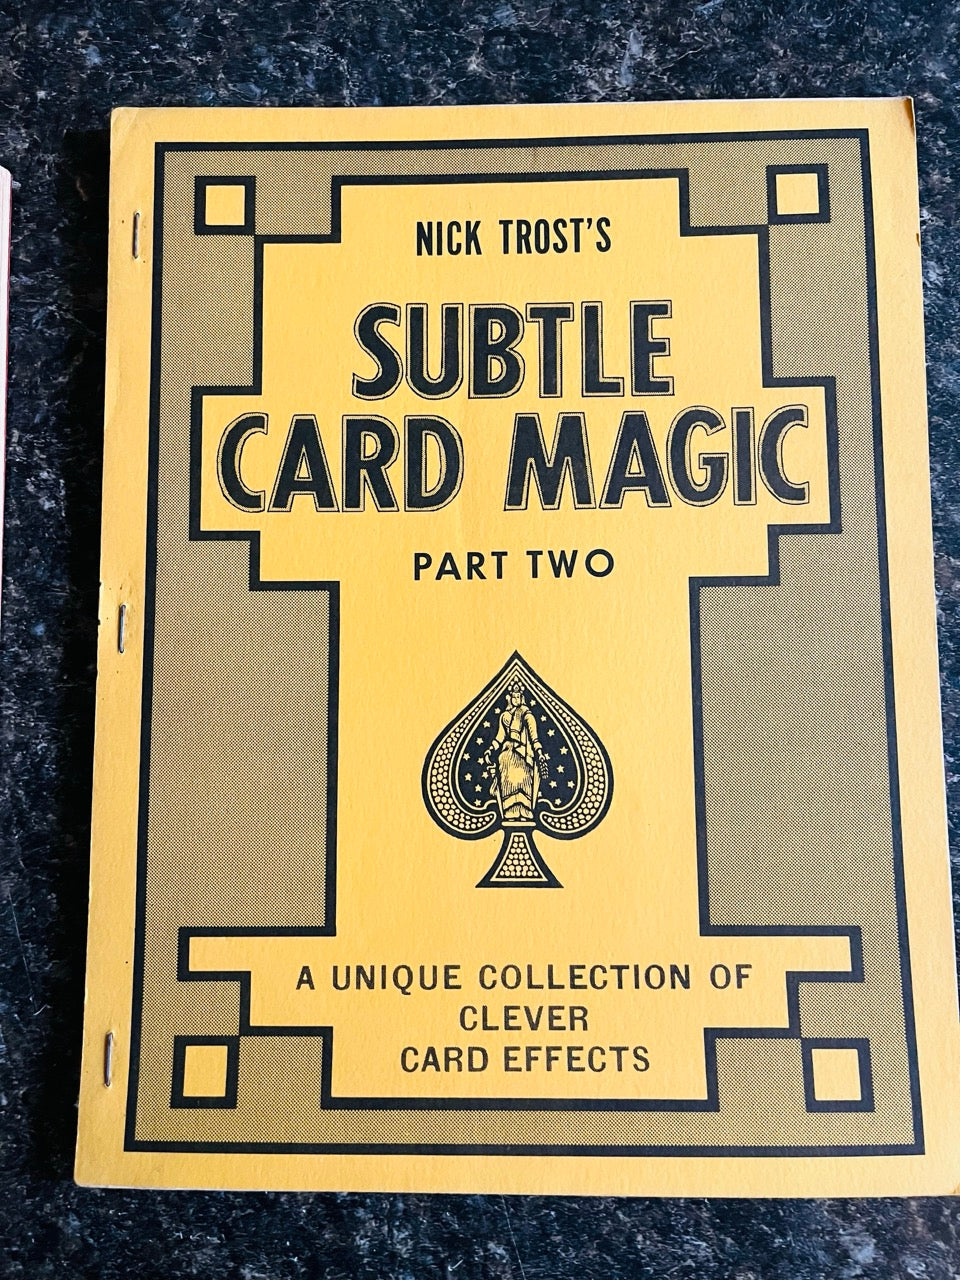 NICK TROST'S
SUBTLE
CARD MAGIC
PART TWO
A UNIQUE COLLECTION OF
CLEVER
CARD EFFECTS